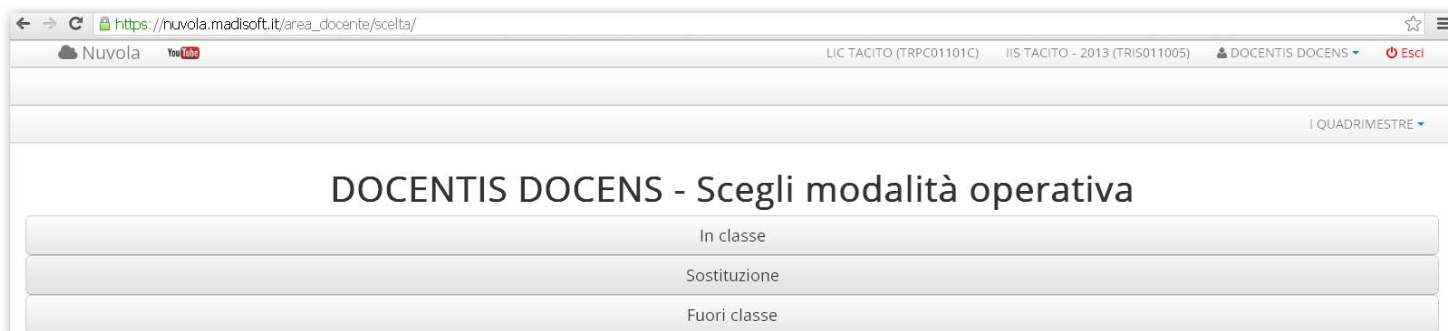 https://nuvola.madisoft.it/area_docente/scelta/
Nuvola YouTube LIC TACITO (TRPC01101C) IIS TACITO - 2013 (TRIS011005) DOCENTIS DOCENS Esci
I QUADRIMESTRE
DOCENTIS DOCENS - Scegli modalità operativa
In classe
Sostituzione
Fuori classe